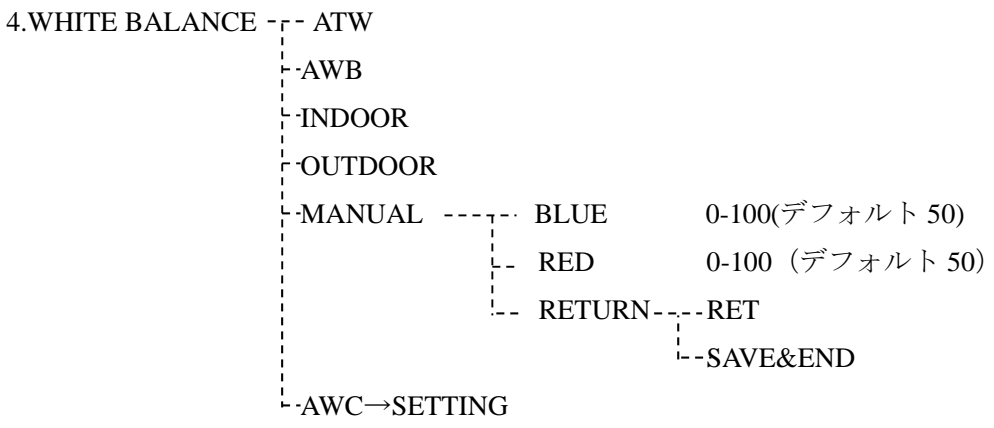 4.WHITE BALANCE ATW
AWB
INDOOR
OUTDOOR
MANUAL BLUE 0-100(デフォルト 50)
RED 0-100（デフォルト 50）
RETURN RET
SAVE&END
AWC→SETTING